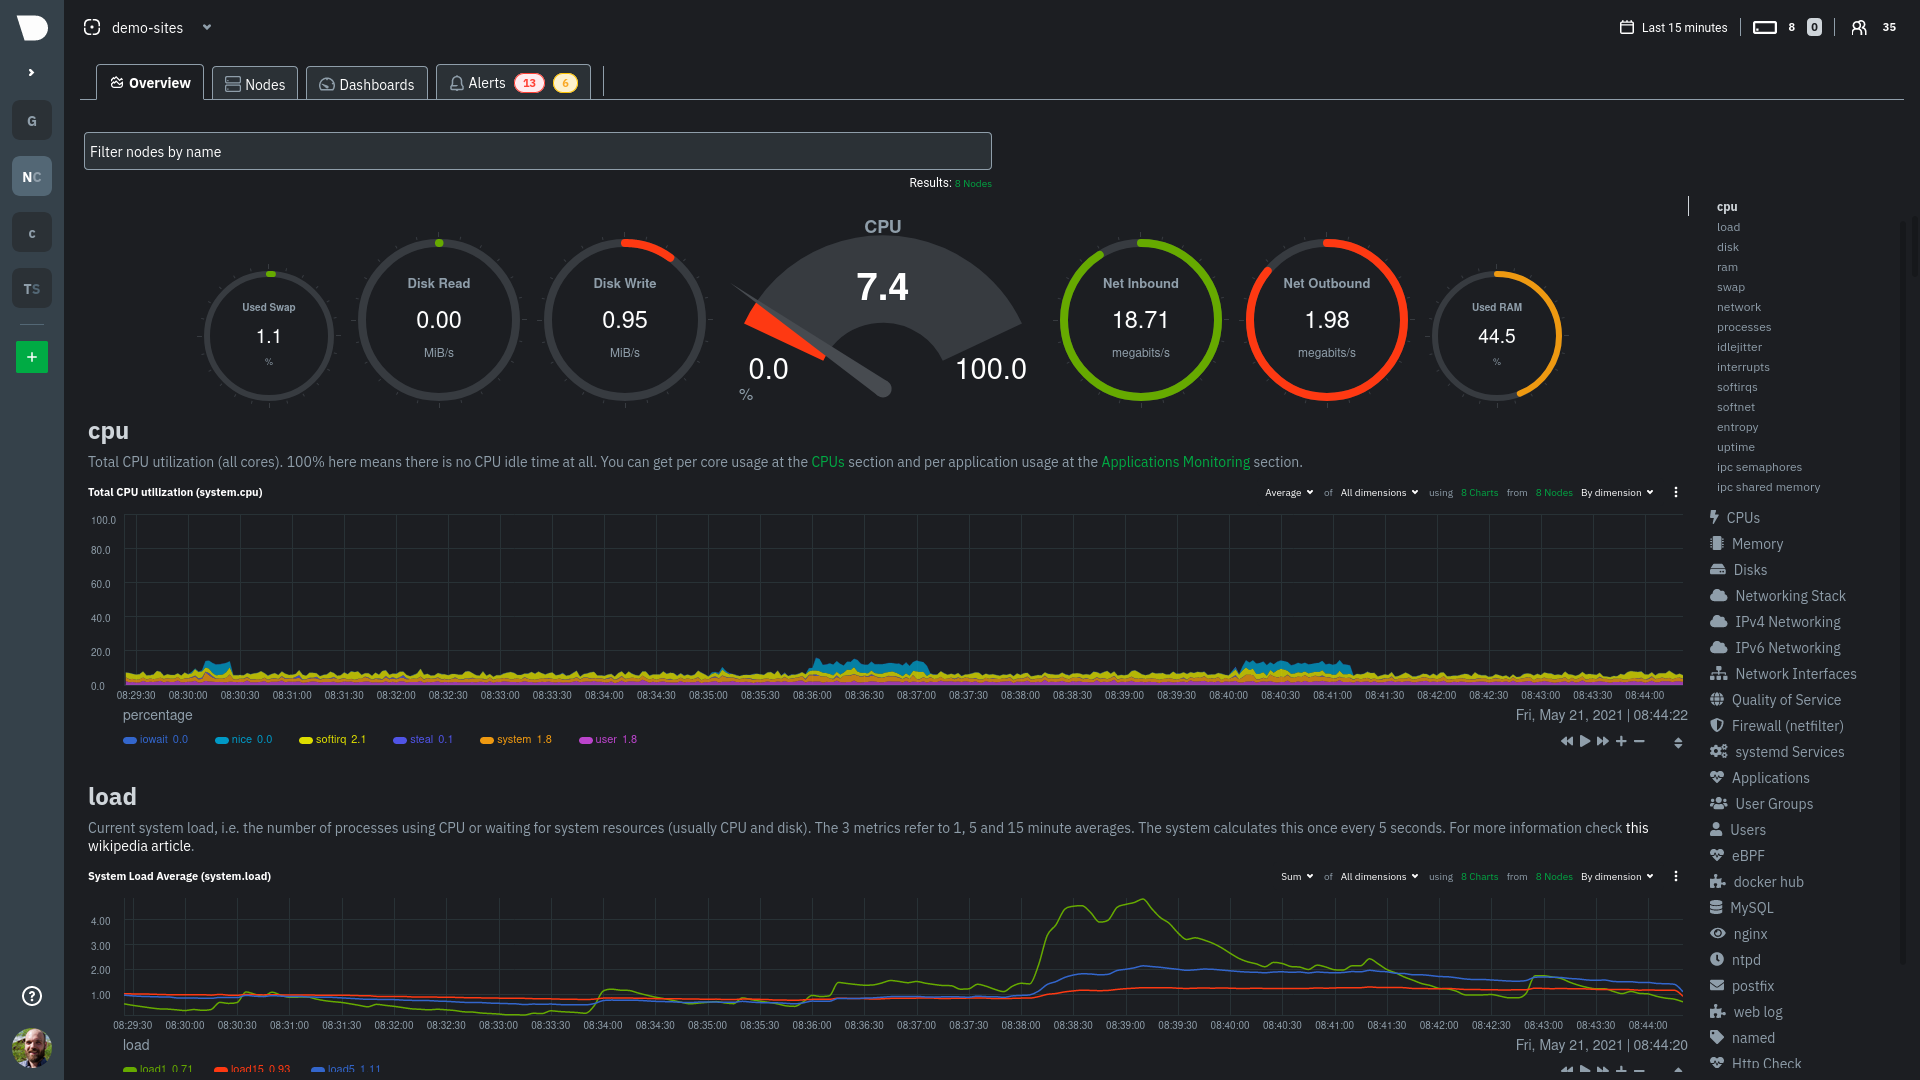 demo-sites
Last 15 minutes
8
0
35
G
NC
c
TS
+
Overview
Nodes
Dashboards
Alerts 13 6
Filter nodes by name
Results: 8 Nodes
Used Swap
1.1
%
Disk Read
0.00
MiB/s
Disk Write
0.95
MiB/s
CPU
7.4
0.0
100.0
%
Net Inbound
18.71
megabits/s
Net Outbound
1.98
megabits/s
Used RAM
44.5
%
cpu
Total CPU utilization (all cores). 100% here means there is no CPU idle time at all. You can get per core usage at the CPUs section and per application usage at the Applications Monitoring section.
Total CPU utilization (system.cpu)
Average of All dimensions using 8 Charts from 8 Nodes By dimension
100.0
80.0
60.0
40.0
20.0
0.0
08:29:30 08:30:00 08:30:30 08:31:00 08:31:30 08:32:00 08:32:30 08:33:00 08:33:30 08:34:00 08:34:30 08:35:00 08:35:30 08:36:00 08:36:30 08:37:00 08:37:30 08:38:00 08:38:30 08:39:00 08:39:30 08:40:00 08:40:30 08:41:00 08:41:30 08:42:00 08:42:30 08:43:00 08:43:30 08:44:00
percentage
Fri, May 21, 2021 | 08:44:22
iowait 0.0 nice 0.0 softirq 2.1 steal 0.1 system 1.8 user 1.8
load
Current system load, i.e. the number of processes using CPU or waiting for system resources (usually CPU and disk). The 3 metrics refer to 1, 5 and 15 minute averages. The system calculates this once every 5 seconds. For more information check this
wikipedia article.
System Load Average (system.load)
Sum of All dimensions using 8 Charts from 8 Nodes By dimension
4.00
3.00
2.00
1.00
08:29:30 08:30:00 08:30:30 08:31:00 08:31:30 08:32:00 08:32:30 08:33:00 08:33:30 08:34:00 08:34:30 08:35:00 08:35:30 08:36:00 08:36:30 08:37:00 08:37:30 08:38:00 08:38:30 08:39:00 08:39:30 08:40:00 08:40:30 08:41:00 08:41:30 08:42:00 08:42:30 08:43:00 08:43:30 08:44:00
load
Fri, May 21, 2021 | 08:44:20
load1 0.71 load15 0.93 load5 1.11
cpu
load
disk
ram
swap
network
processes
idlejitter
interrupts
softirqs
softnet
entropy
uptime
ipc semaphores
ipc shared memory
CPUs
Memory
Disks
Networking Stack
IPv4 Networking
IPv6 Networking
Network Interfaces
Quality of Service
Firewall (netfilter)
systemd Services
Applications
User Groups
Users
eBPF
docker hub
MySQL
nginx
ntpd
postfix
web log
named
Http Check